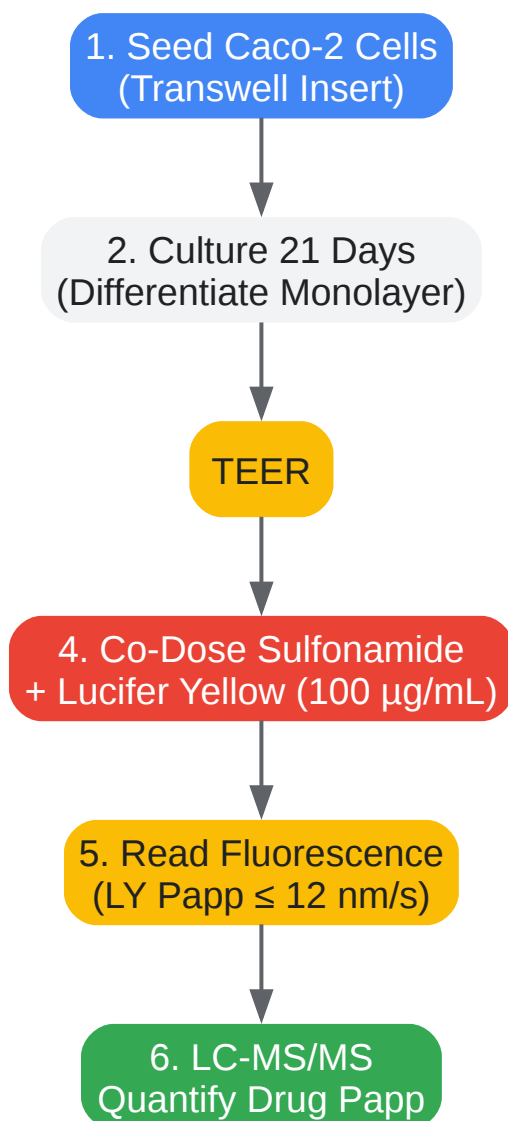 1. Seed Caco-2 Cells
(Transwell Insert)
2. Culture 21 Days
(Differentiate Monolayer)
TEER
4. Co-Dose Sulfonamide
+ Lucifer Yellow (100 µg/mL)
5. Read Fluorescence
(LY Papp ≤ 12 nm/s)
6. LC-MS/MS
Quantify Drug Papp